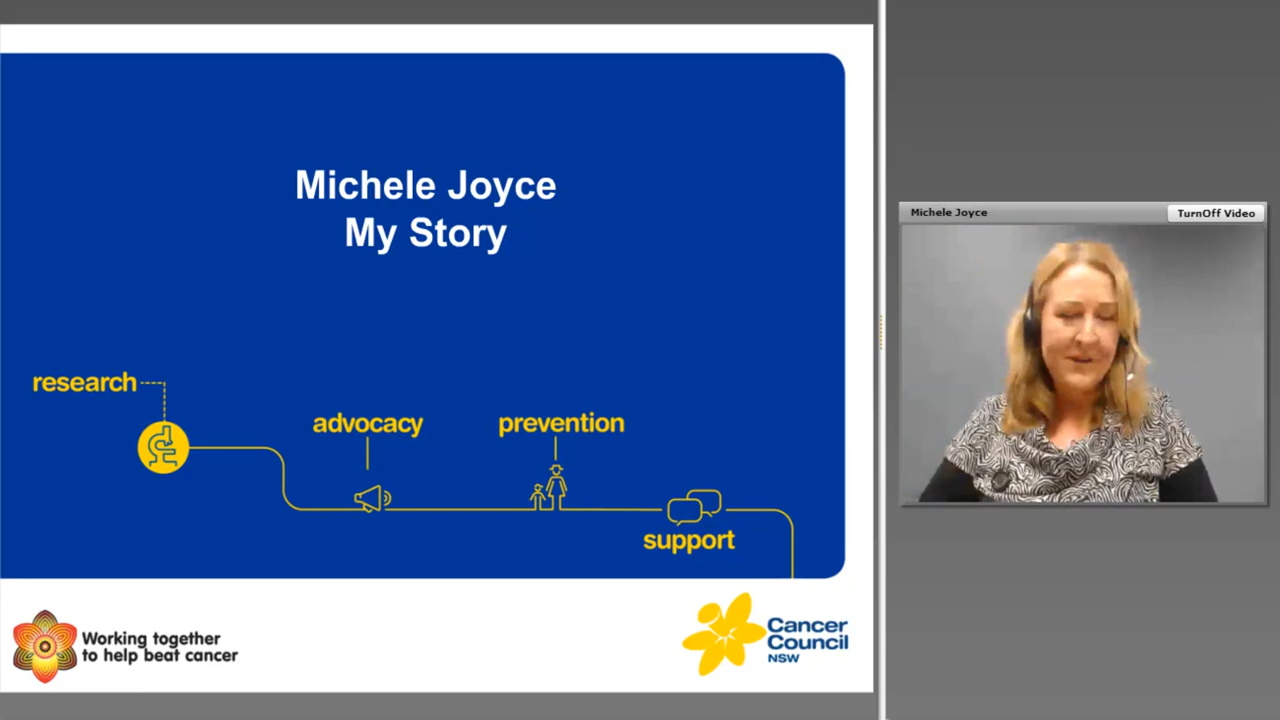 Michele Joyce
My Story
research
advocacy
prevention
support
Working together
to help beat cancer
Cancer
Council
NSW
Michele Joyce
TurnOff Video